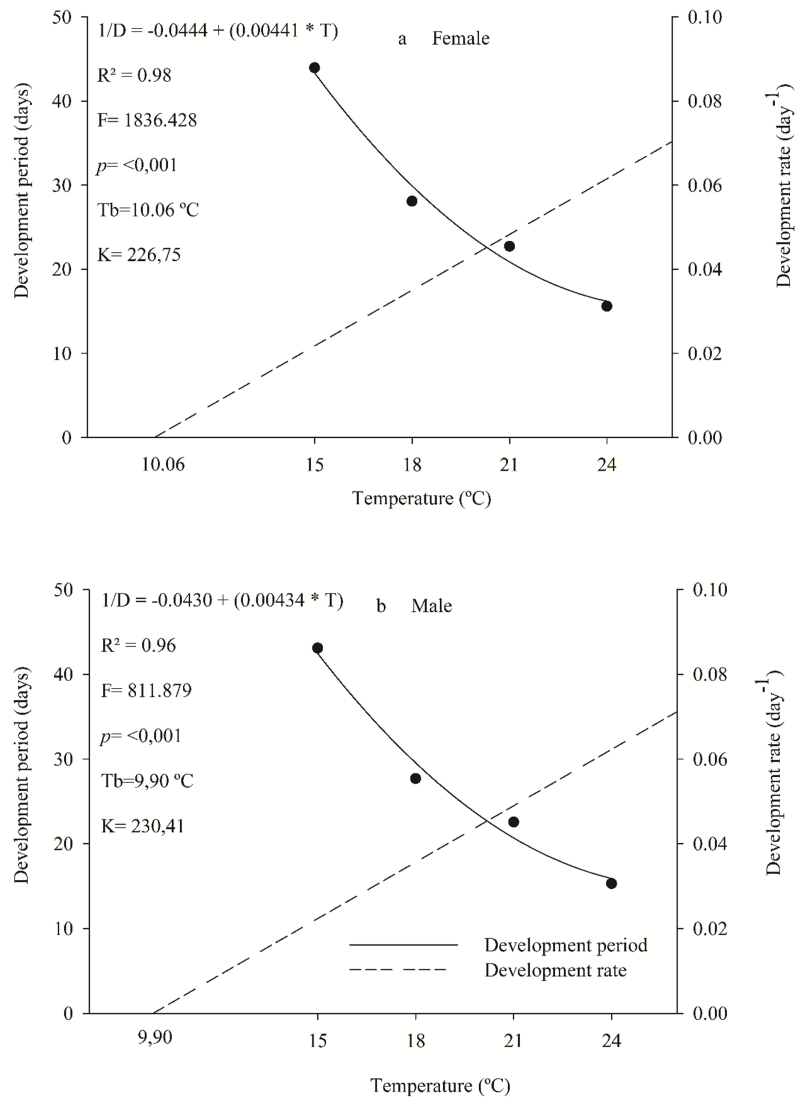 1/D = -0.0444 + (0.00441 * T)
a Female
R² = 0.98
F= 1836.428
p= <0,001
Tb=10.06 ºC
K= 226,75
Development period (days)
50
40
30
20
10
0
Development rate (day-1)
0.10
0.08
0.06
0.04
0.02
0.00
10.06 15 18 21 24
Temperature (ºC)
1/D = -0.0430 + (0.00434 * T)
b Male
R² = 0.96
F= 811.879
p= <0,001
Tb=9,90 ºC
K= 230,41
Development period (days)
50
40
30
20
10
0
Development rate (day-1)
0.10
0.08
0.06
0.04
0.02
0.00
Development period
Development rate
9,90 15 18 21 24
Temperature (ºC)